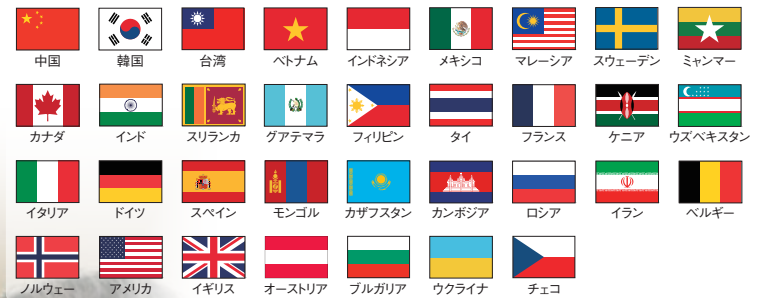 中国 韓国 台湾 ベトナム インドネシア メキシコ マレーシア スウェーデン ミャンマー
カナダ インド スリランカ グアテマラ フィリピン タイ フランス ケニア ウズベキスタン
イタリア ドイツ スペイン モンゴル カザフスタン カンボジア ロシア イラン ベルギー
ノルウェー アメリカ イギリス オーストリア ブルガリア ウクライナ チェコ